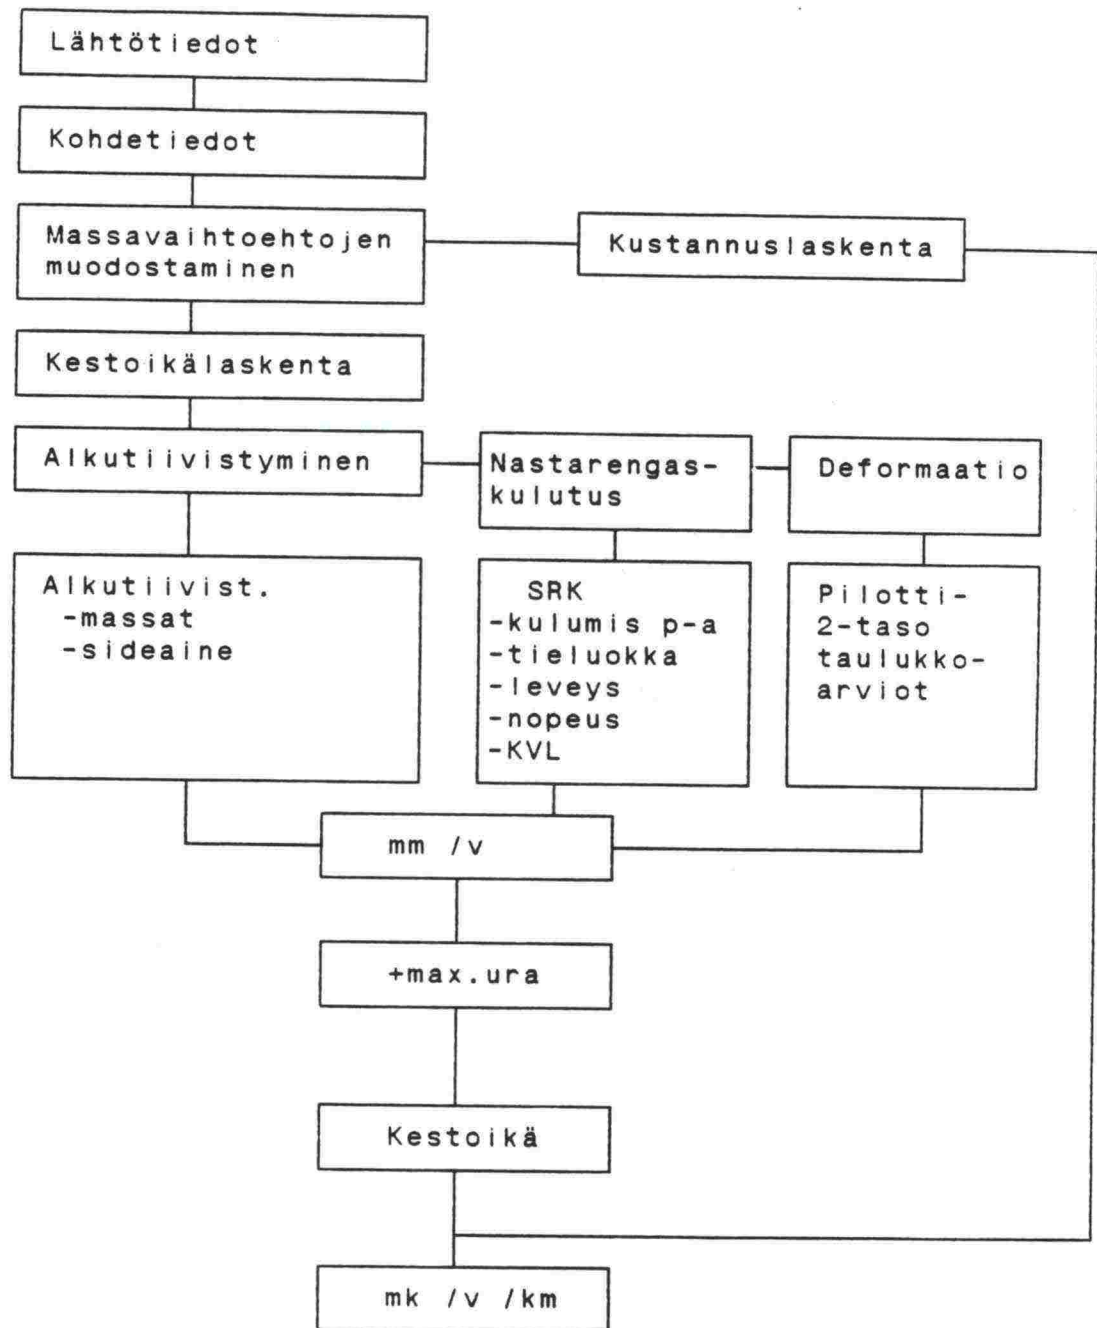 Lähtötiedot
Kohdetiedot
Massavaihtoehtojen
muodostaminen
Kustannuslaskenta
Kestoikälaskenta
Alkutiivistyminen
Nastarengas-
kulutus
Deformaatio
Alkutiivist.
-massat
-sideaine
SRK
-kulumis p-a
-tieluokka
-leveys
-nopeus
-KVL
Pilotti-
2-taso
taulukko-
arviot
mm /v
+max.ura
Kestoikä
mk /v /km